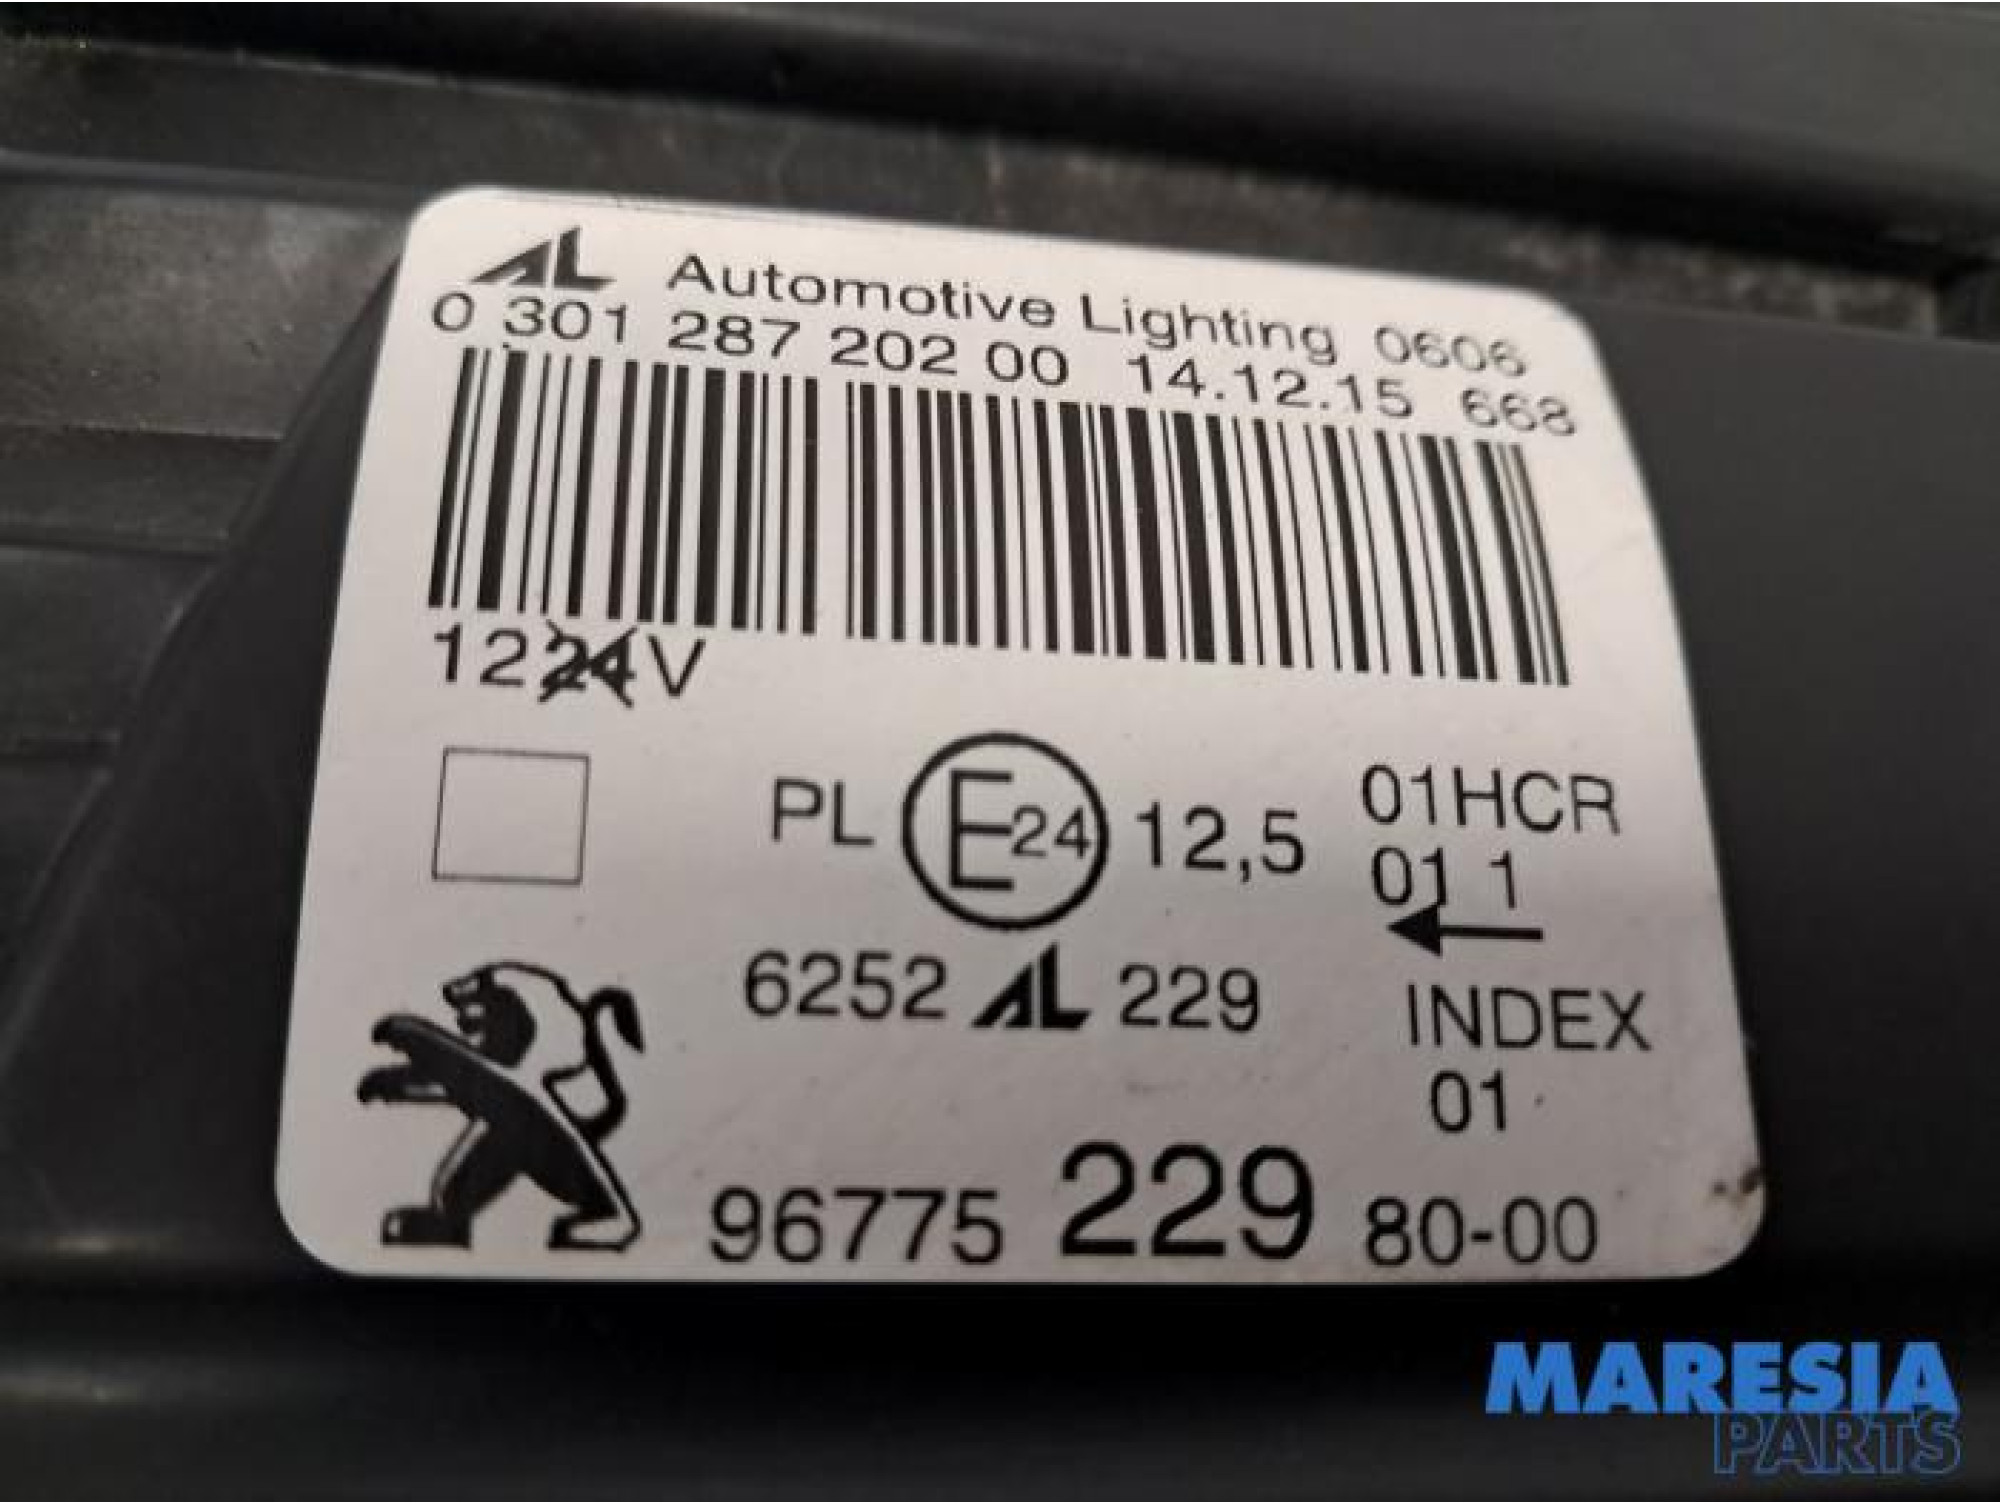 AL Automotive Lighting 0606
0 301 287 202 00 14.12.15 668
1224V
PL E24 12,5 01HCR
01 1
6252 AL 229
INDEX
01
96775 229 80-00
MARESIA
PARTS